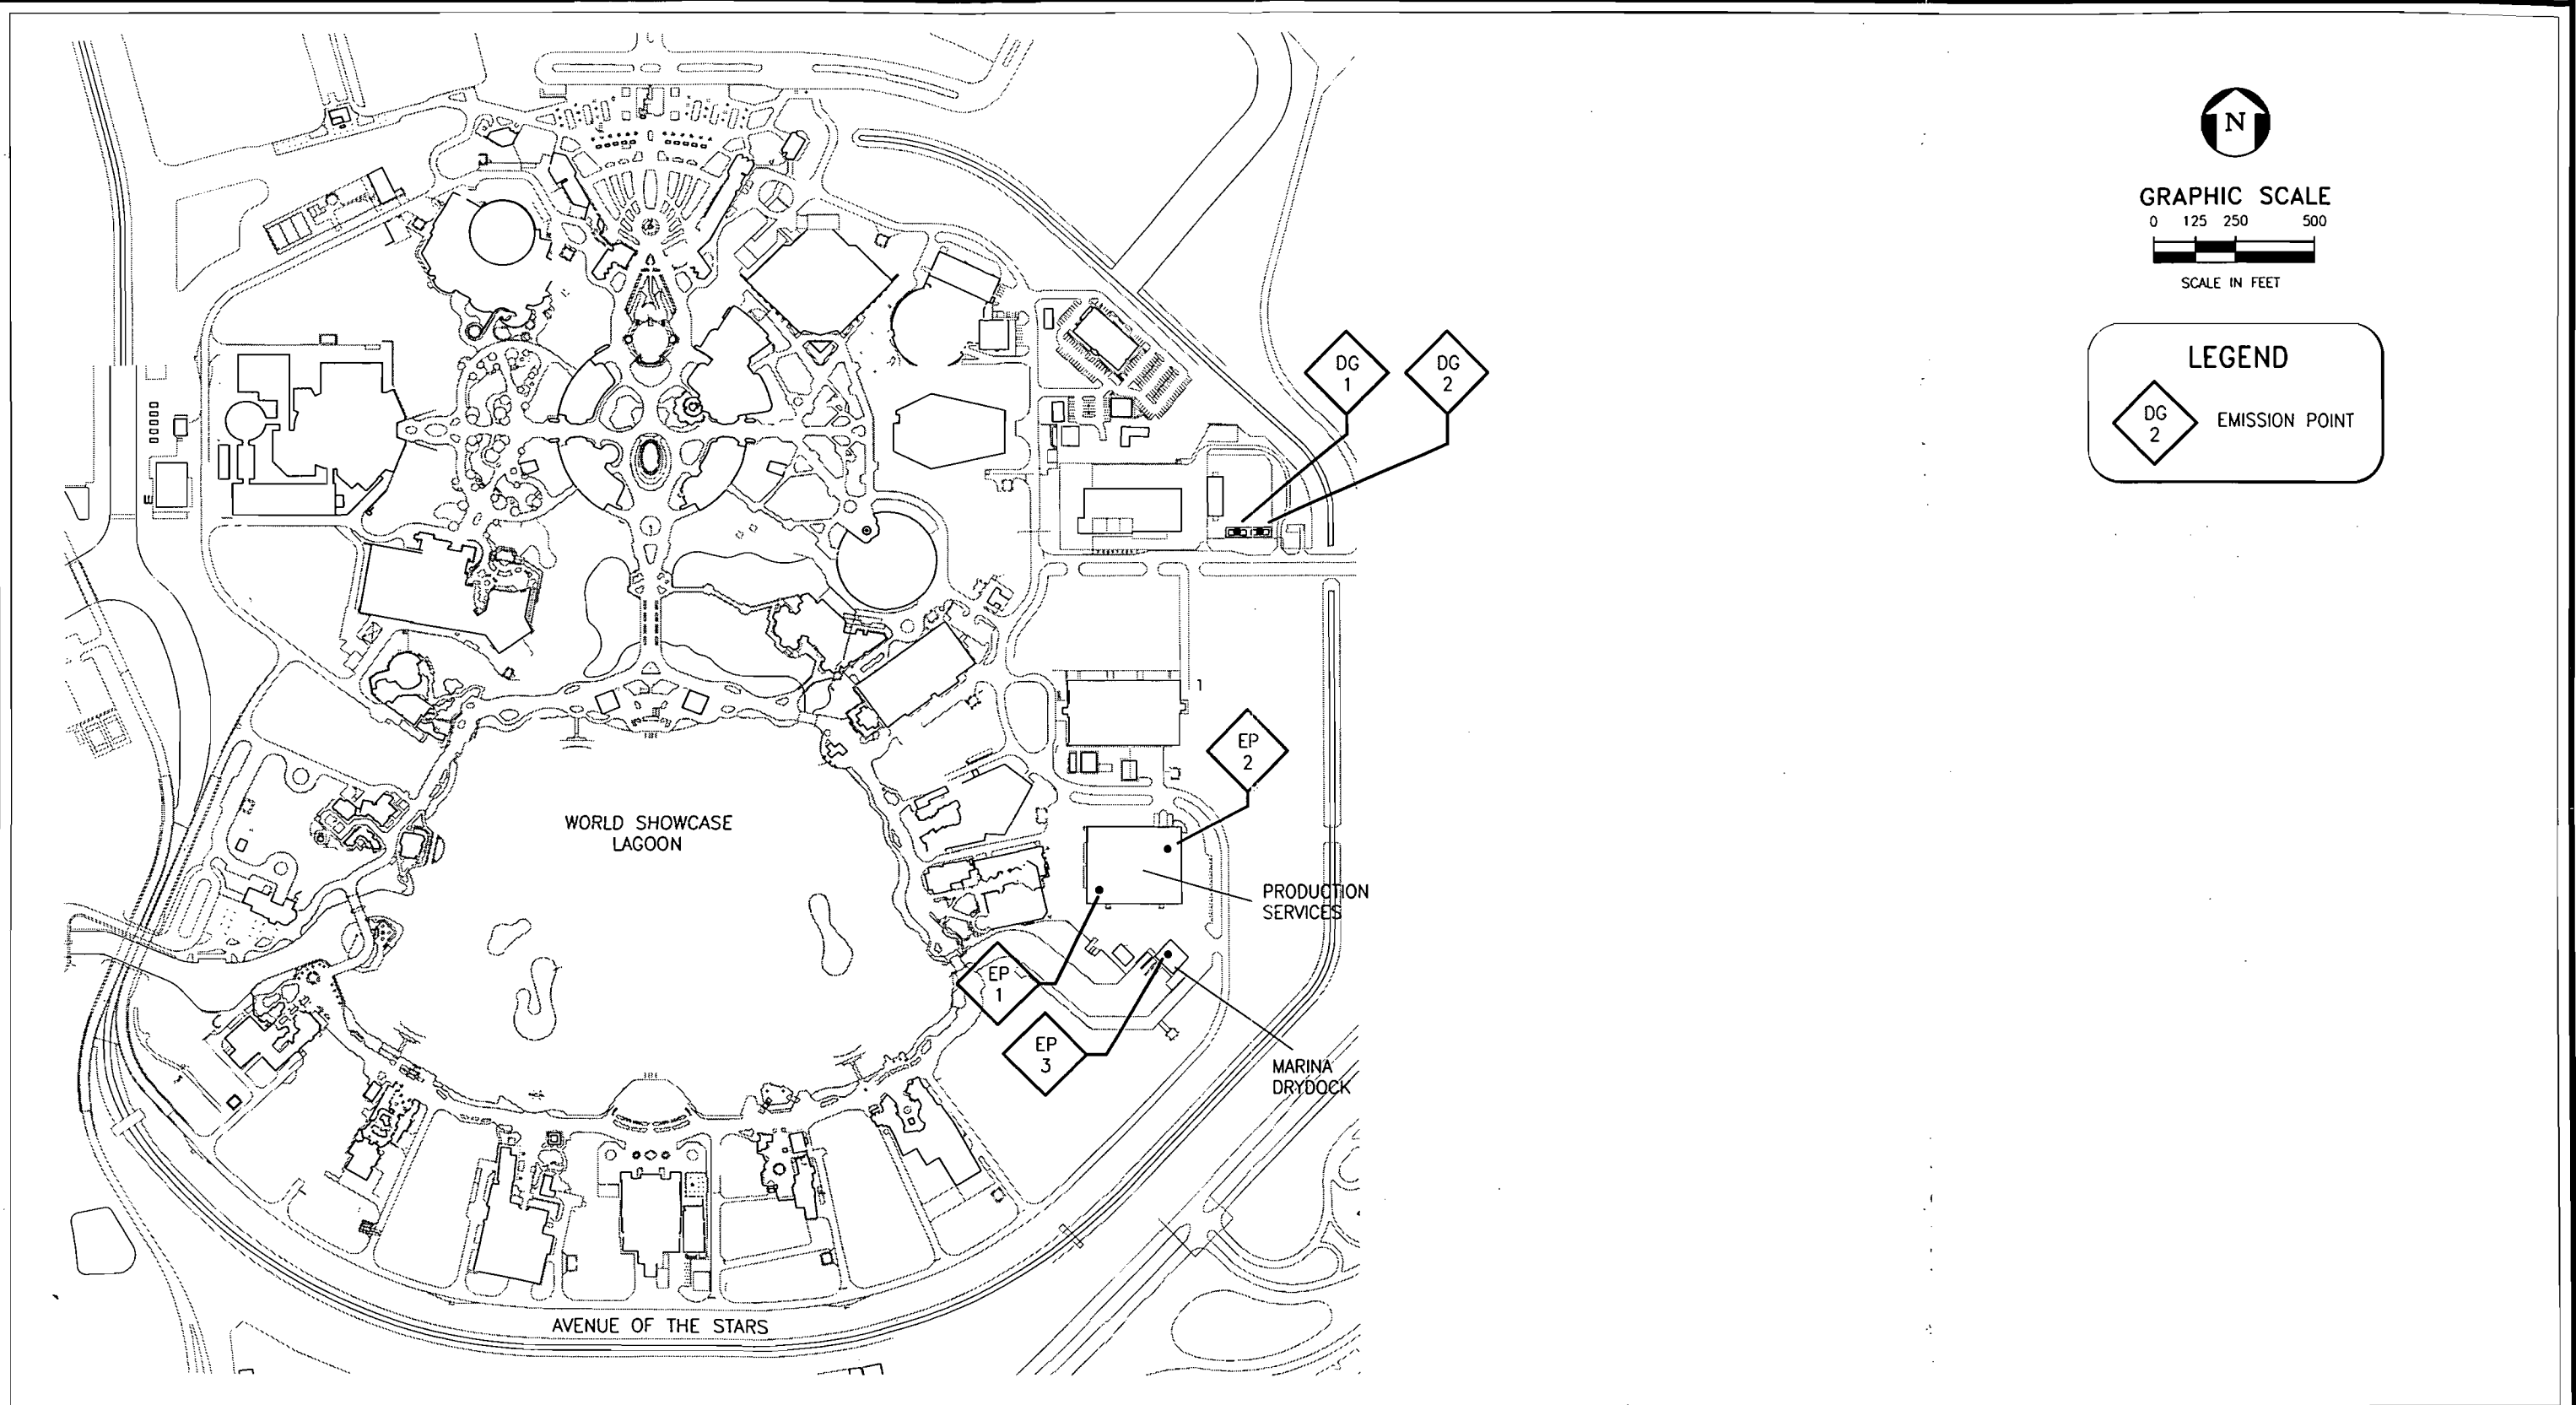 N
GRAPHIC SCALE
0 125 250 500
SCALE IN FEET
LEGEND
DG
2
EMISSION POINT
DG
1
DG
2
EP
2
WORLD SHOWCASE
LAGOON
PRODUCTION
SERVICES
EP
1
EP
3
MARINA
DRYDOCK
AVENUE OF THE STARS